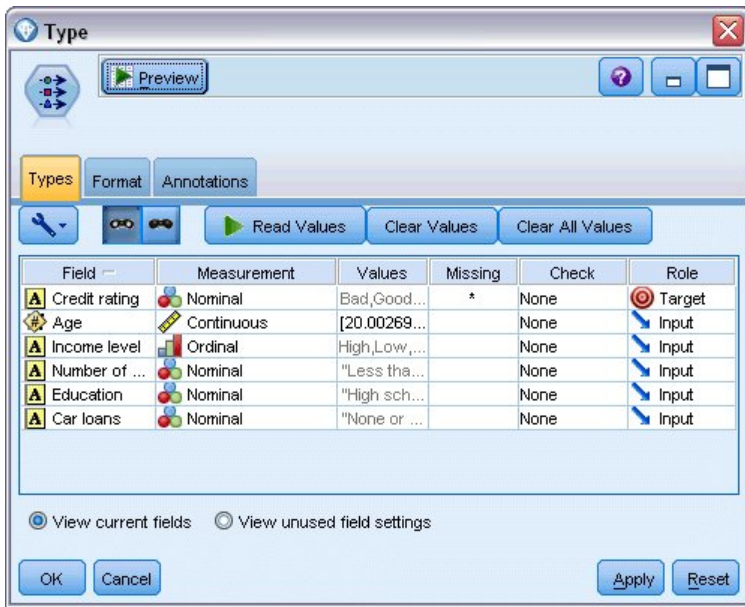 Type
Preview
Types Format Annotations
Read Values Clear Values Clear All Values
Field Measurement Values Missing Check Role
A Credit rating Nominal Bad,Good... * None Target
# Age Continuous [20.00269... None Input
A Income level Ordinal High,Low,... None Input
A Number of ... Nominal "Less tha... None Input
A Education Nominal "High sch... None Input
A Car loans Nominal "None or ... None Input
View current fields View unused field settings
OK Cancel Apply Reset